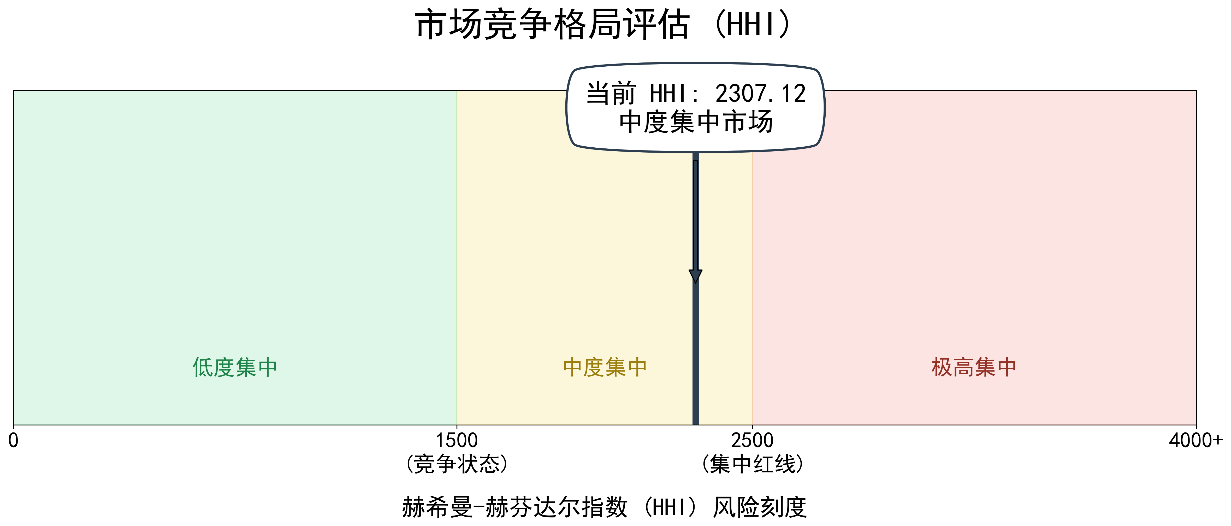 市场竞争格局评估 (HHI)
当前 HHI: 2307.12
中度集中市场
低度集中
中度集中
极高集中
0
1500
(竞争状态)
2500
(集中红线)
4000+
赫希曼-赫芬达尔指数 (HHI) 风险刻度